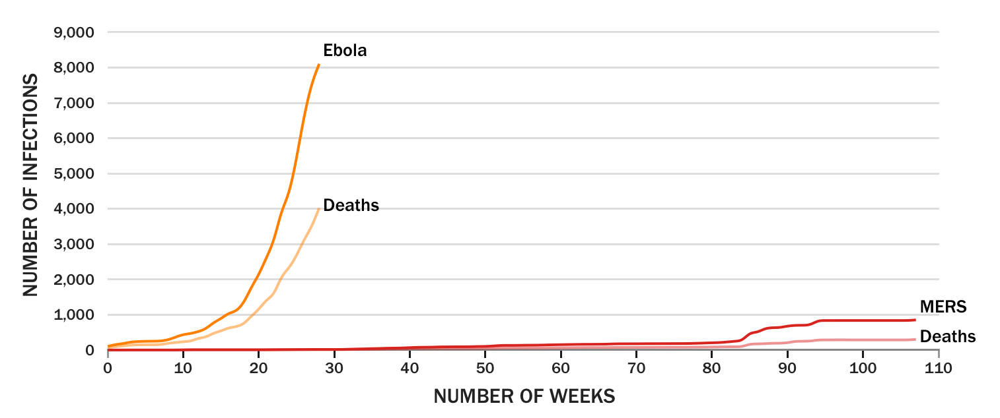 NUMBER OF INFECTIONS
9,000
8,000
7,000
6,000
5,000
4,000
3,000
2,000
1,000
0
Ebola
Deaths
MERS
Deaths
0 10 20 30 40 50 60 70 80 90 100 110
NUMBER OF WEEKS